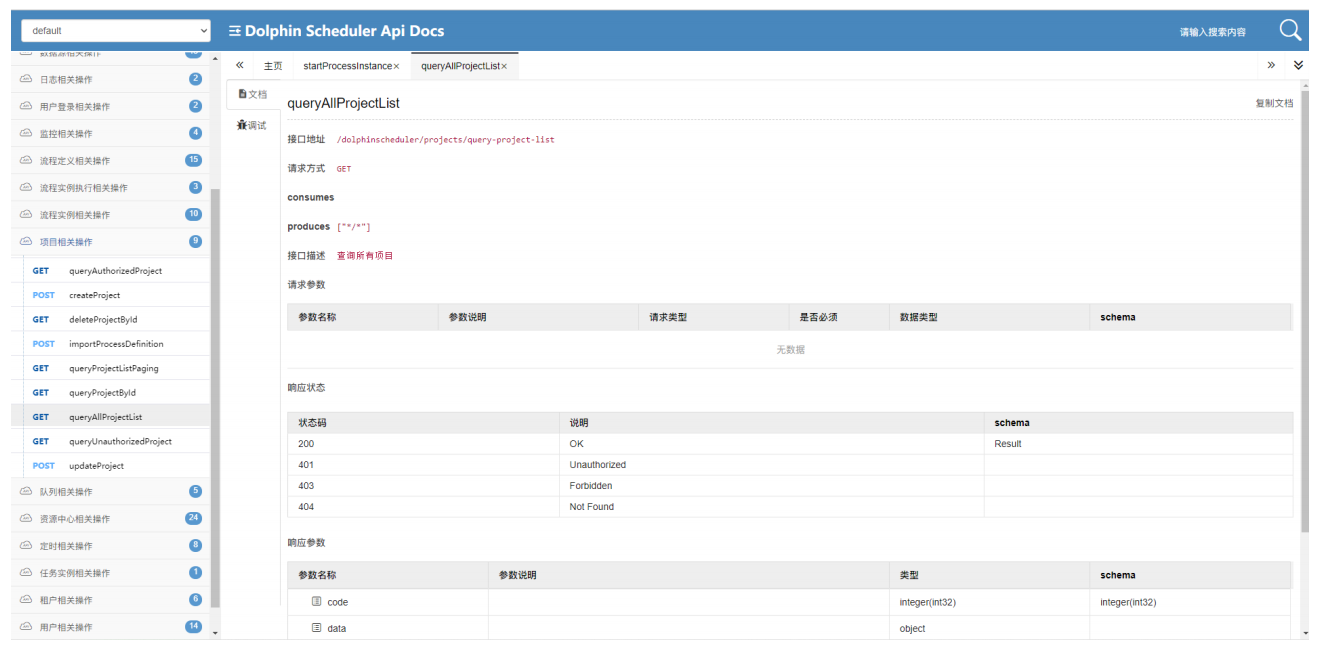 default
Dolphin Scheduler Api Docs
请输入搜索内容
数据源相关操作
日志相关操作 2
用户登录相关操作 2
监控相关操作 4
流程定义相关操作 15
流程实例执行相关操作 3
流程实例相关操作 10
项目相关操作 9
GET queryAuthorizedProject
POST createProject
GET deleteProjectById
POST importProcessDefinition
GET queryProjectListPaging
GET queryProjectById
GET queryAllProjectList
GET queryUnauthorizedProject
POST updateProject
队列相关操作 5
资源中心相关操作 24
定时相关操作 8
任务实例相关操作 1
租户相关操作 6
用户相关操作 14
主页 startProcessInstance× queryAllProjectList×
文档
调试
queryAllProjectList 复制文档
接口地址 /dolphinscheduler/projects/query-project-list
请求方式 GET
consumes
produces ["*/*"]
接口描述 查询所有项目
请求参数
参数名称 参数说明 请求类型 是否必须 数据类型 schema
无数据
响应状态
状态码 说明 schema
200 OK Result
401 Unauthorized
403 Forbidden
404 Not Found
响应参数
参数名称 参数说明 类型 schema
code integer(int32) integer(int32)
data object